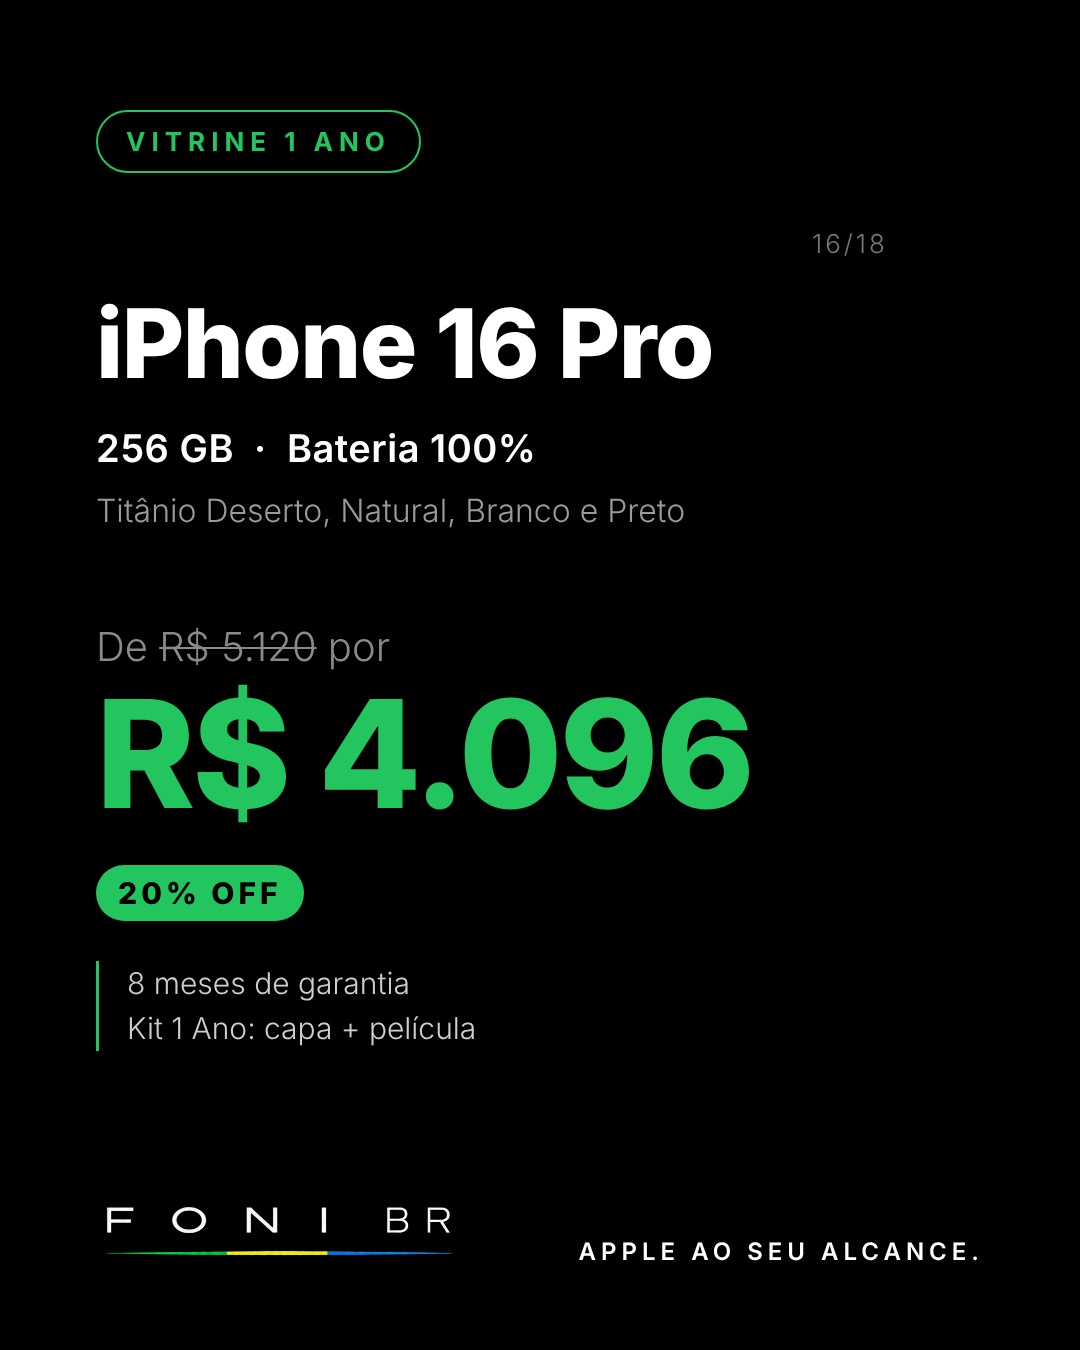 VITRINE 1 ANO
16/18
iPhone 16 Pro
256 GB · Bateria 100%
Titânio Deserto, Natural, Branco e Preto
De R$ 5.120 por
R$ 4.096
20% OFF
8 meses de garantia
Kit 1 Ano: capa + película
FONI BR
APPLE AO SEU ALCANCE.